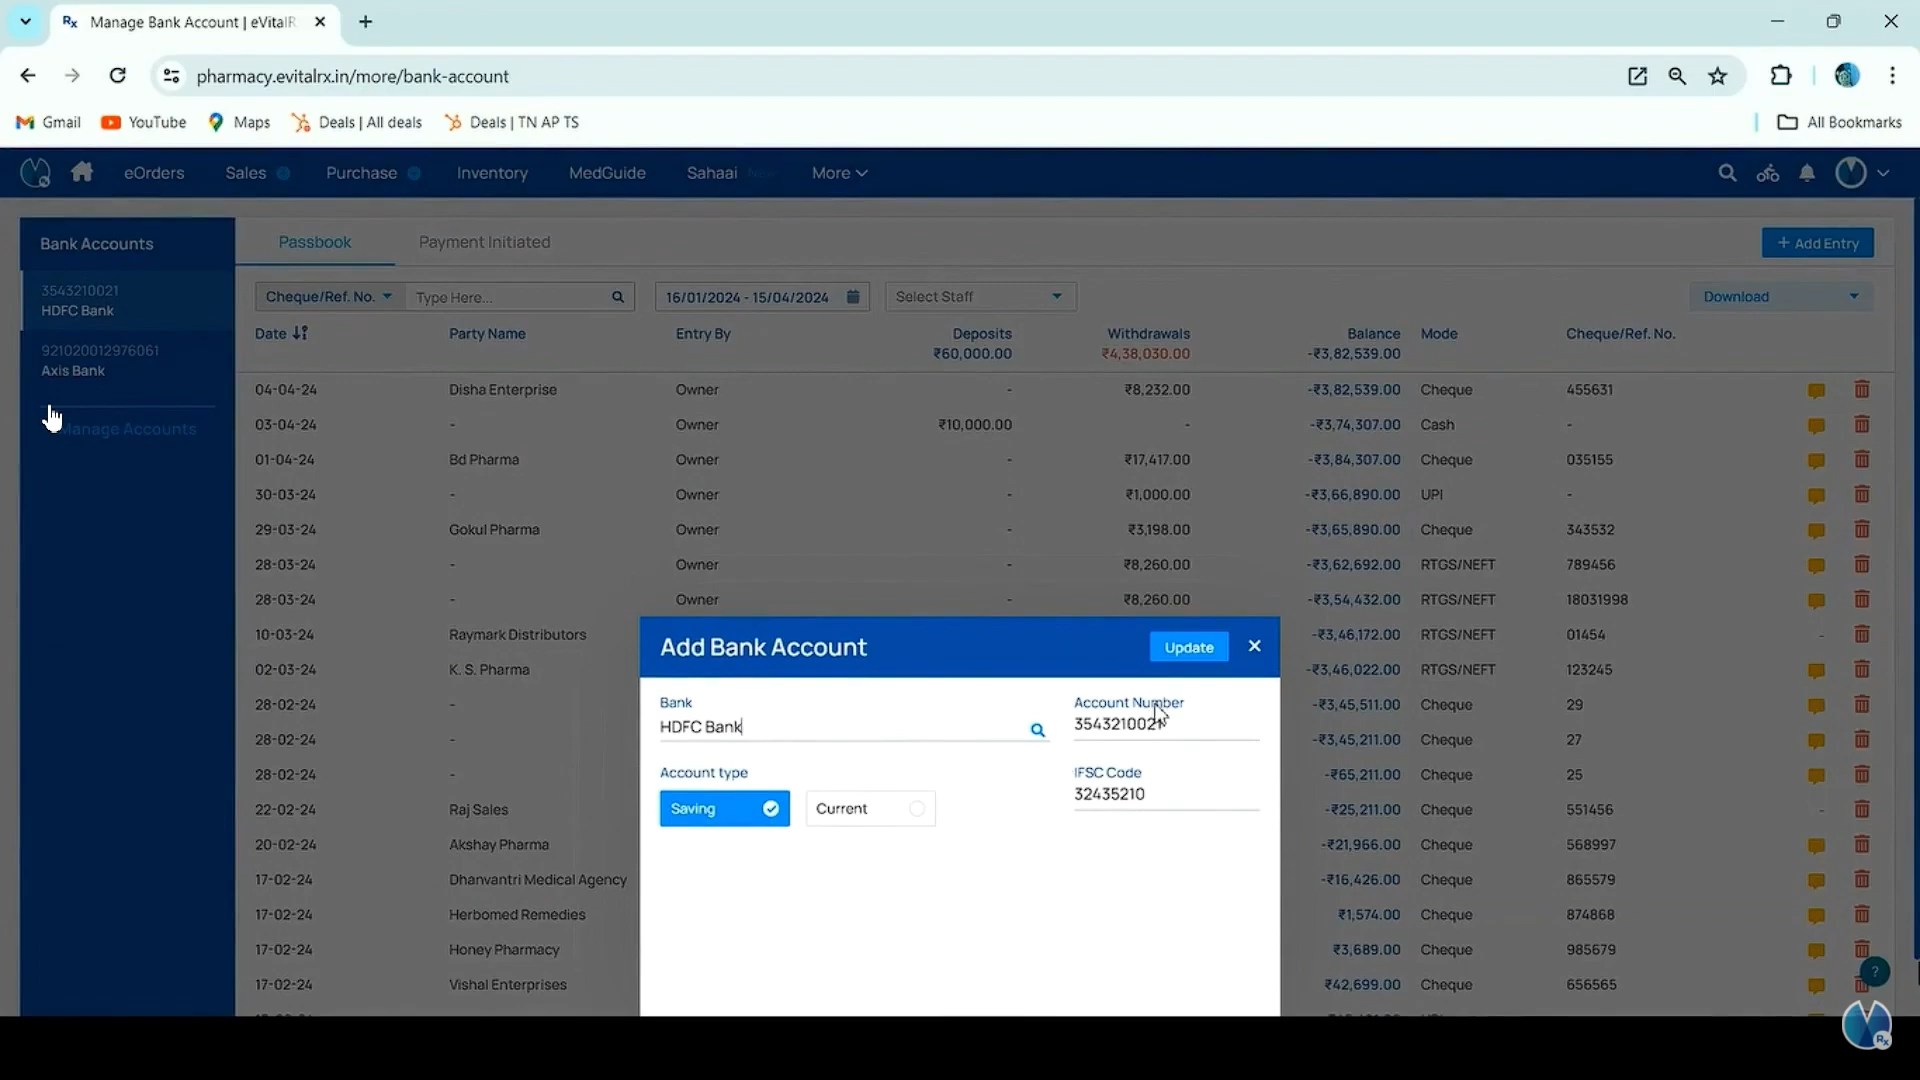 Rx Manage Bank Account | eVitalR
pharmacy.evitalrx.in/more/bank-account
Gmail YouTube Maps Deals | All deals Deals | TN AP TS All Bookmarks
eOrders Sales Purchase Inventory MedGuide Sahaai New More
Bank Accounts Passbook Payment Initiated + Add Entry
3543210021
HDFC Bank
921020012976061
Axis Bank
Manage Accounts
Cheque/Ref. No. Type Here... 16/01/2024 - 15/04/2024 Select Staff Download
Date Party Name Entry By Deposits Withdrawals Balance Mode Cheque/Ref. No.
₹60,000.00 ₹4,38,030.00 -₹3,82,539.00
04-04-24 Disha Enterprise Owner - ₹8,232.00 -₹3,82,539.00 Cheque 455631
03-04-24 - Owner ₹10,000.00 - -₹3,74,307.00 Cash -
01-04-24 Bd Pharma Owner - ₹17,417.00 -₹3,84,307.00 Cheque 035155
30-03-24 - Owner - ₹1,000.00 -₹3,66,890.00 UPI -
29-03-24 Gokul Pharma Owner - ₹3,198.00 -₹3,65,890.00 Cheque 343532
28-03-24 - Owner - ₹8,260.00 -₹3,62,692.00 RTGS/NEFT 789456
28-03-24 - Owner - ₹8,260.00 -₹3,54,432.00 RTGS/NEFT 18031998
10-03-24 Raymark Distributors -₹3,46,172.00 RTGS/NEFT 01454 -
02-03-24 K. S. Pharma -₹3,46,022.00 RTGS/NEFT 123245
28-02-24 - -₹3,45,511.00 Cheque 29
28-02-24 - -₹3,45,211.00 Cheque 27
28-02-24 - -₹65,211.00 Cheque 25
22-02-24 Raj Sales -₹25,211.00 Cheque 551456 -
20-02-24 Akshay Pharma -₹21,966.00 Cheque 568997
17-02-24 Dhanvantri Medical Agency -₹16,426.00 Cheque 865579
17-02-24 Herbomed Remedies ₹1,574.00 Cheque 874868
17-02-24 Honey Pharmacy ₹3,689.00 Cheque 985679
17-02-24 Vishal Enterprises ₹42,699.00 Cheque 656565
Add Bank Account Update
Bank Account Number
HDFC Bank 3543210021
Account type IFSC Code
Saving Current 32435210
?
Rx